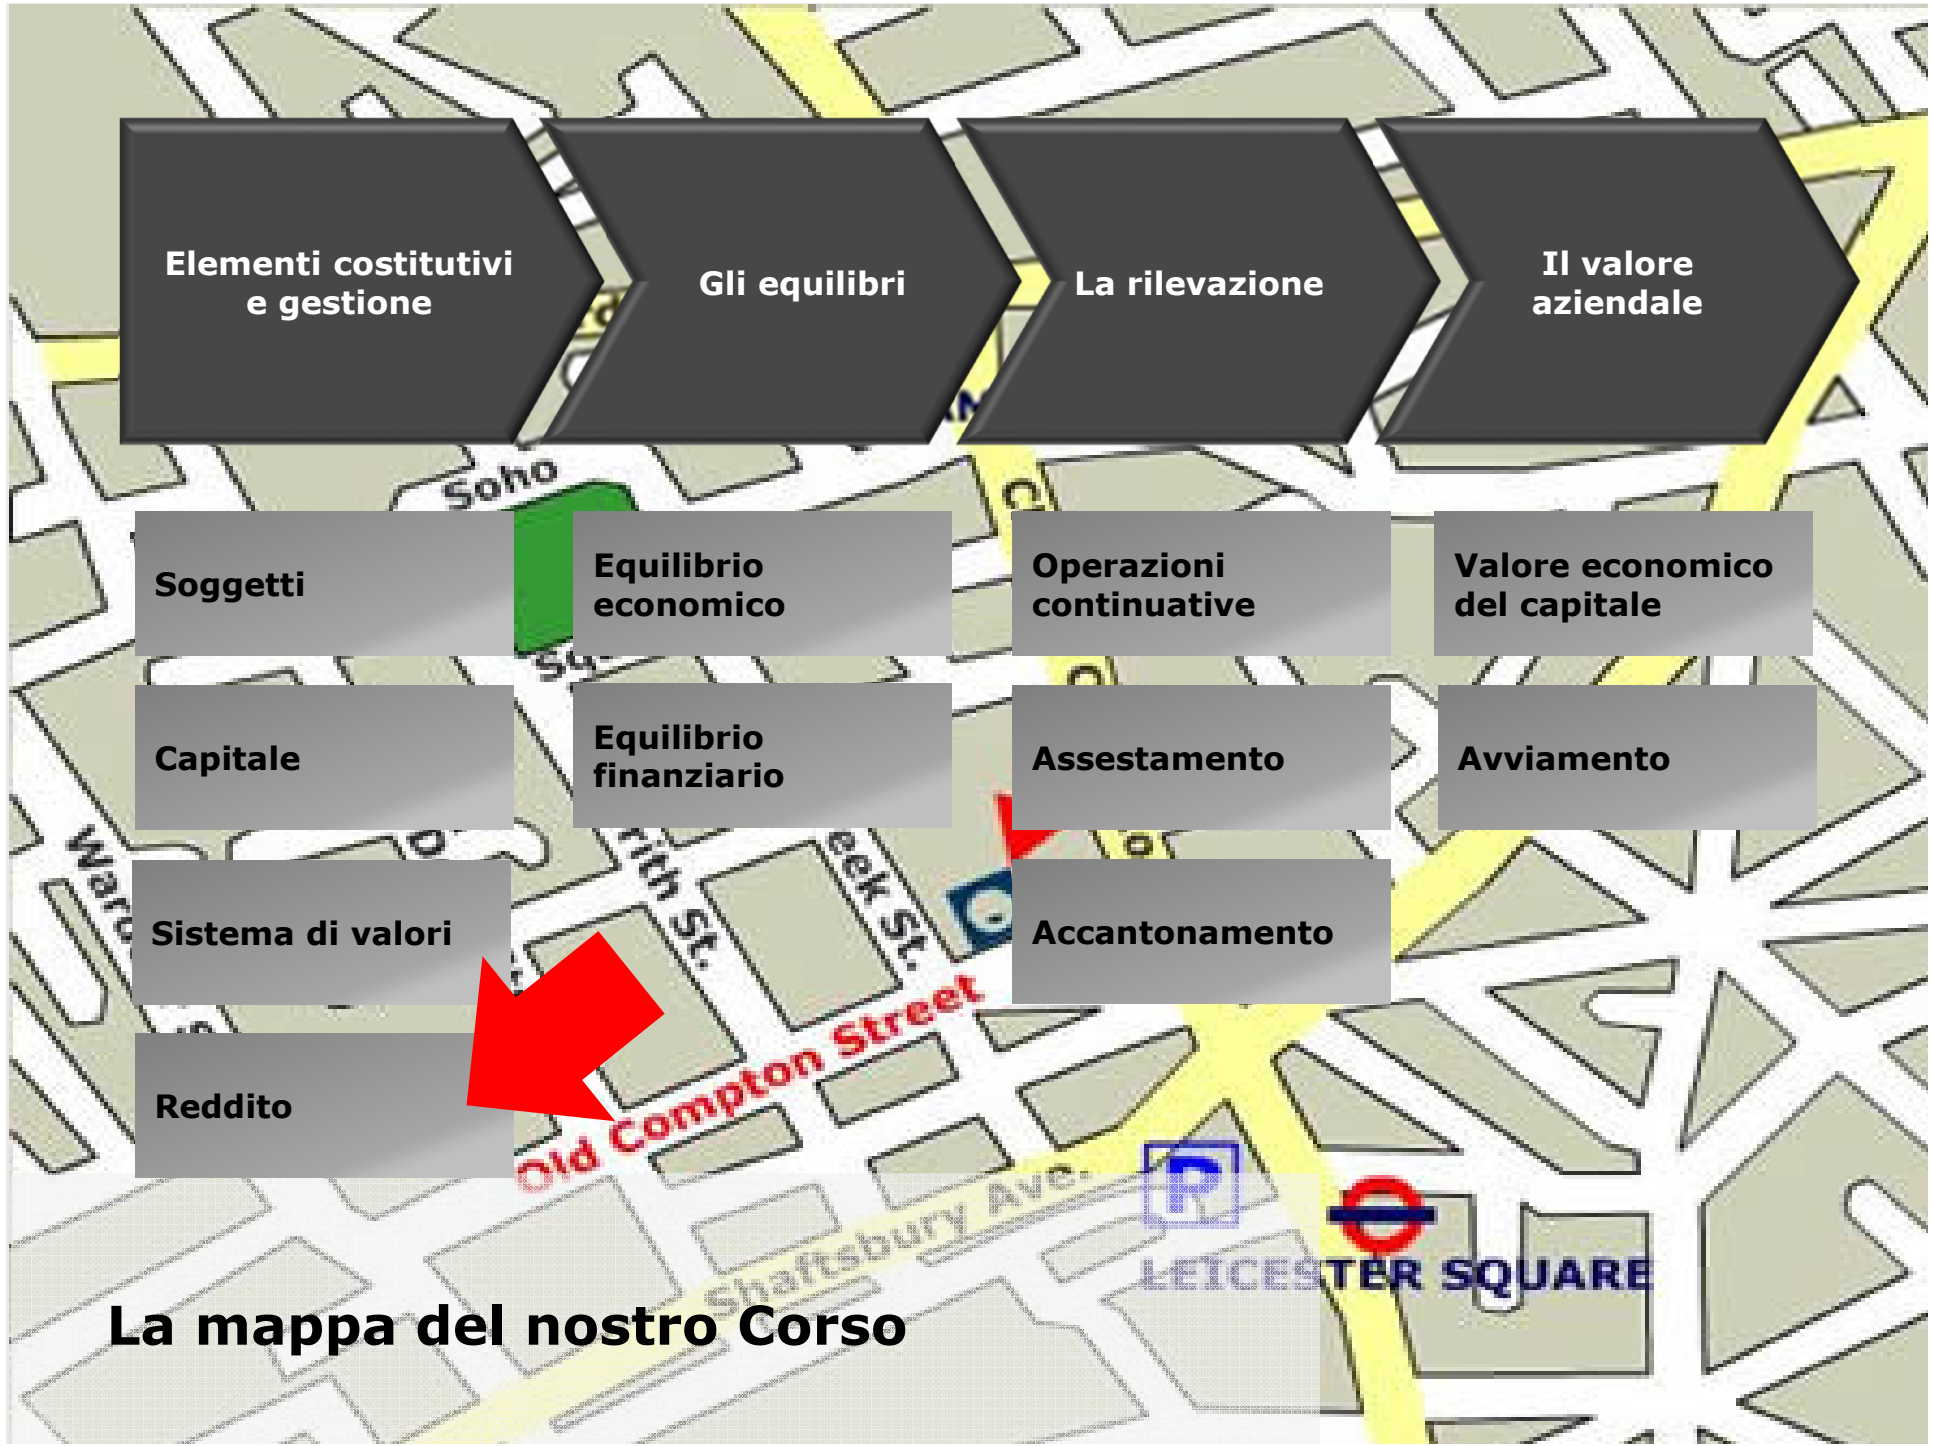 Elementi costitutivi
e gestione
Gli equilibri
La rilevazione
Il valore
aziendale
Soho
Soggetti
Equilibrio
economico
Operazioni
continuative
Valore economico
del capitale
Capitale
Equilibrio
finanziario
Assestamento
Avviamento
Sistema di valori
Accantonamento
Reddito
St.
St.
Old Compton Street
Shaftsbury Ave.
P
LEICESTER SQUARE
La mappa del nostro Corso